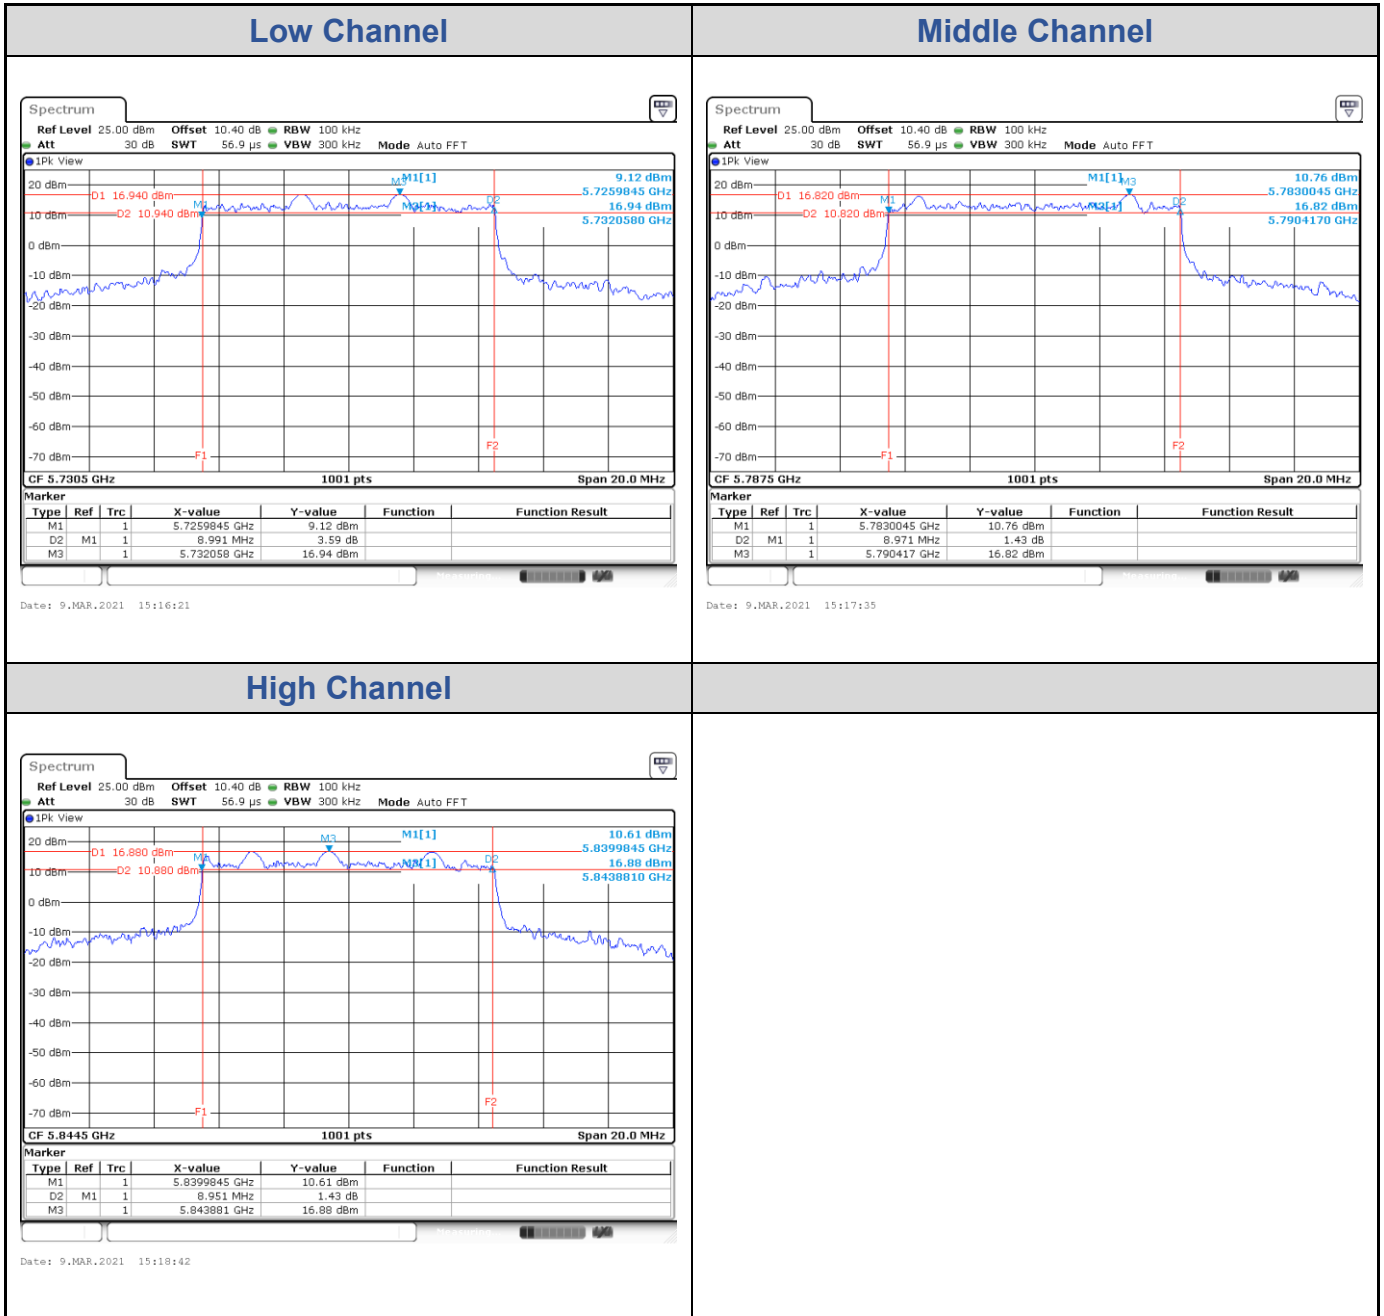 Low Channel
Middle Channel
Spectrum
Ref Level 25.00 dBm Offset 10.40 dB RBW 100 kHz
Att 30 dB SWT 56.9 µs VBW 300 kHz Mode Auto FFT
1Pk View
M1[1] 9.12 dBm
5.7259845 GHz
M3[1] 16.94 dBm
5.7320580 GHz
20 dBm
D1 16.940 dBm
M1
M3
D2
10 dBm
D2 10.940 dBm
0 dBm
-10 dBm
-20 dBm
-30 dBm
-40 dBm
-50 dBm
-60 dBm
-70 dBm
F1
F2
CF 5.7305 GHz 1001 pts Span 20.0 MHz
Marker
Type Ref Trc X-value Y-value Function Function Result
M1 1 5.7259845 GHz 9.12 dBm
D2 M1 1 8.991 MHz 3.59 dB
M3 1 5.732058 GHz 16.94 dBm
Date: 9.MAR.2021 15:16:21
Spectrum
Ref Level 25.00 dBm Offset 10.40 dB RBW 100 kHz
Att 30 dB SWT 56.9 µs VBW 300 kHz Mode Auto FFT
1Pk View
M1[1] 10.76 dBm
5.7830045 GHz
M3[1] 16.82 dBm
5.7904170 GHz
20 dBm
D1 16.820 dBm
M1
M3
D2
10 dBm
D2 10.820 dBm
0 dBm
-10 dBm
-20 dBm
-30 dBm
-40 dBm
-50 dBm
-60 dBm
-70 dBm
F1
F2
CF 5.7875 GHz 1001 pts Span 20.0 MHz
Marker
Type Ref Trc X-value Y-value Function Function Result
M1 1 5.7830045 GHz 10.76 dBm
D2 M1 1 8.971 MHz 1.43 dB
M3 1 5.790417 GHz 16.82 dBm
Date: 9.MAR.2021 15:17:35
High Channel
Spectrum
Ref Level 25.00 dBm Offset 10.40 dB RBW 100 kHz
Att 30 dB SWT 56.9 µs VBW 300 kHz Mode Auto FFT
1Pk View
M1[1] 10.61 dBm
5.8399845 GHz
M3[1] 16.88 dBm
5.8438810 GHz
20 dBm
D1 16.880 dBm
M1
M3
D2
10 dBm
D2 10.880 dBm
0 dBm
-10 dBm
-20 dBm
-30 dBm
-40 dBm
-50 dBm
-60 dBm
-70 dBm
F1
F2
CF 5.8445 GHz 1001 pts Span 20.0 MHz
Marker
Type Ref Trc X-value Y-value Function Function Result
M1 1 5.8399845 GHz 10.61 dBm
D2 M1 1 8.951 MHz 1.43 dB
M3 1 5.843881 GHz 16.88 dBm
Date: 9.MAR.2021 15:18:42